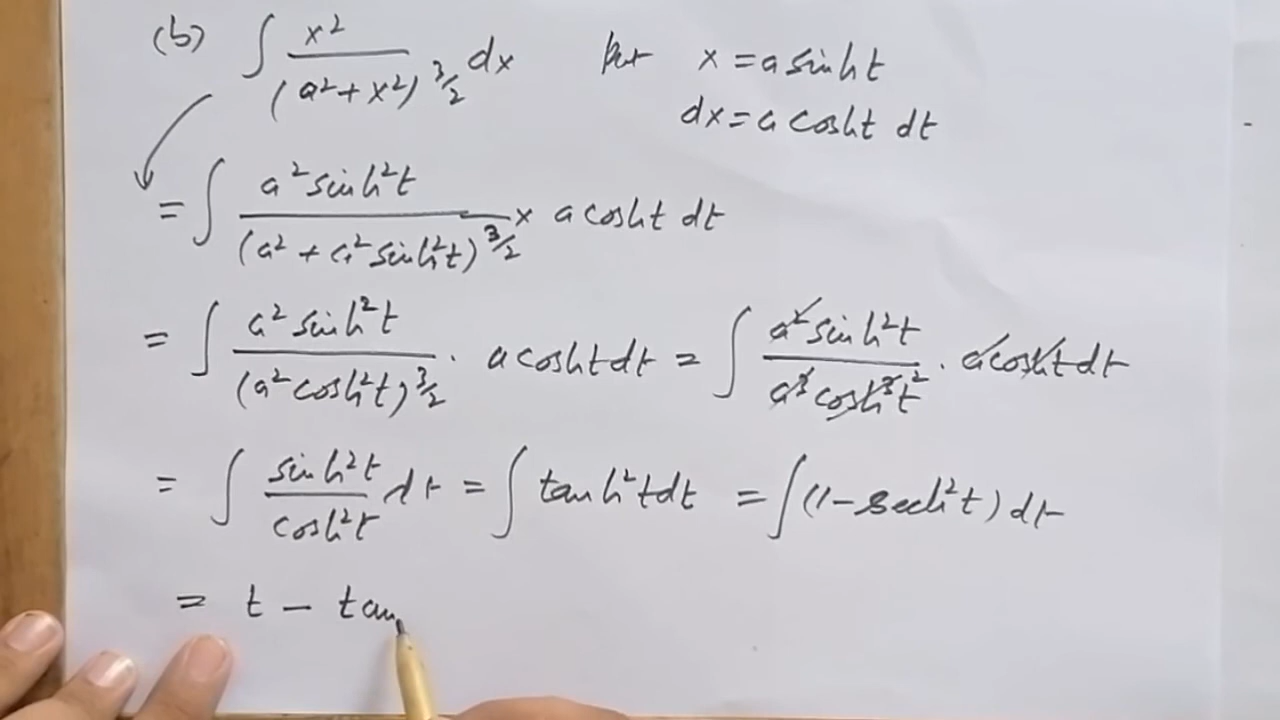 (b) ∫ x²/(a²+x²)^3/2 dx put x = a sinh t
dx = a cosh t dt
= ∫ a² sinh² t/(a² + a² sinh² t)^3/2 × a cosh t dt
= ∫ a² sinh² t/(a² cosh² t)^3/2 · a cosh t dt = ∫ a² sinh² t/a³ cosh³ t ² · a cosh t dt
= ∫ sinh² t/cosh² t dt = ∫ tanh² t dt = ∫ (1 - sech² t) dt
= t - tan